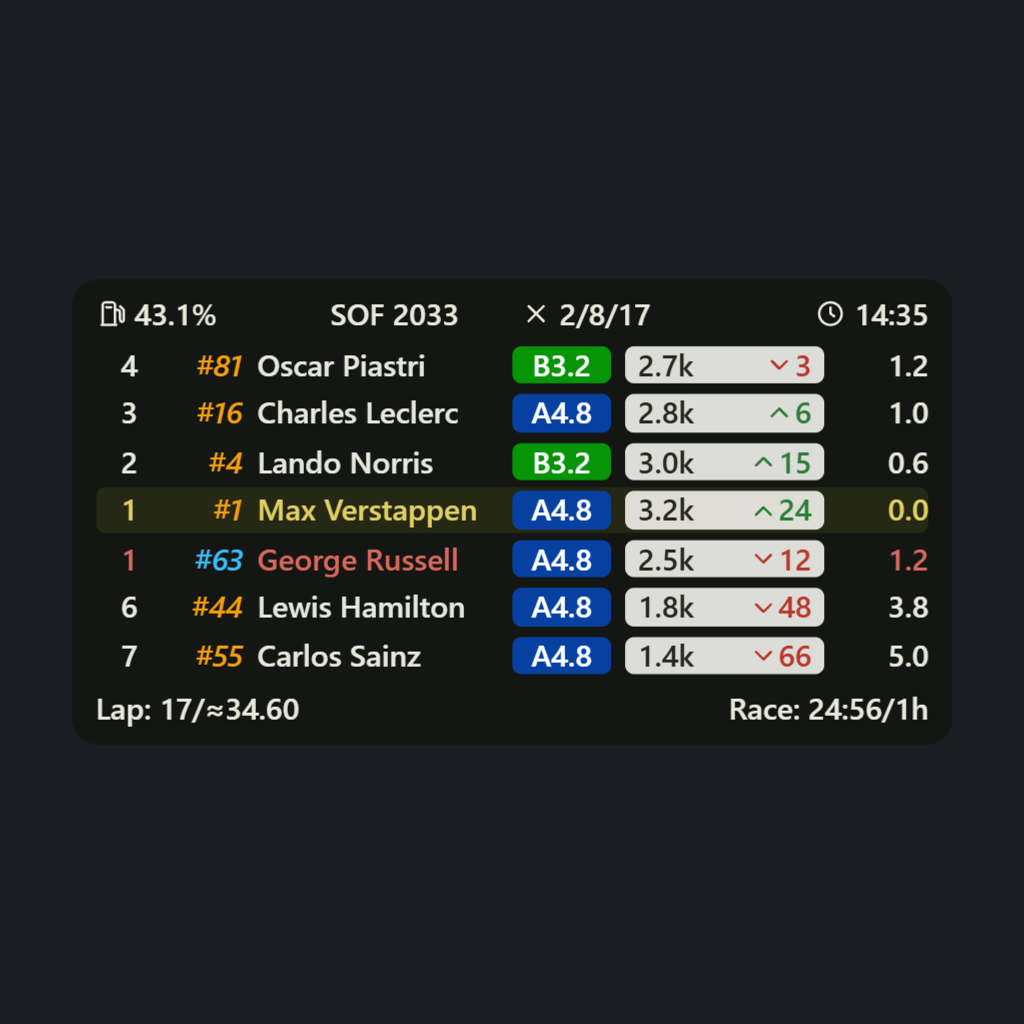 43.1% SOF 2033 × 2/8/17 14:35
4 #81 Oscar Piastri B3.2 2.7k 3 1.2
3 #16 Charles Leclerc A4.8 2.8k 6 1.0
2 #4 Lando Norris B3.2 3.0k 15 0.6
1 #1 Max Verstappen A4.8 3.2k 24 0.0
1 #63 George Russell A4.8 2.5k 12 1.2
6 #44 Lewis Hamilton A4.8 1.8k 48 3.8
7 #55 Carlos Sainz A4.8 1.4k 66 5.0
Lap: 17/≈34.60 Race: 24:56/1h